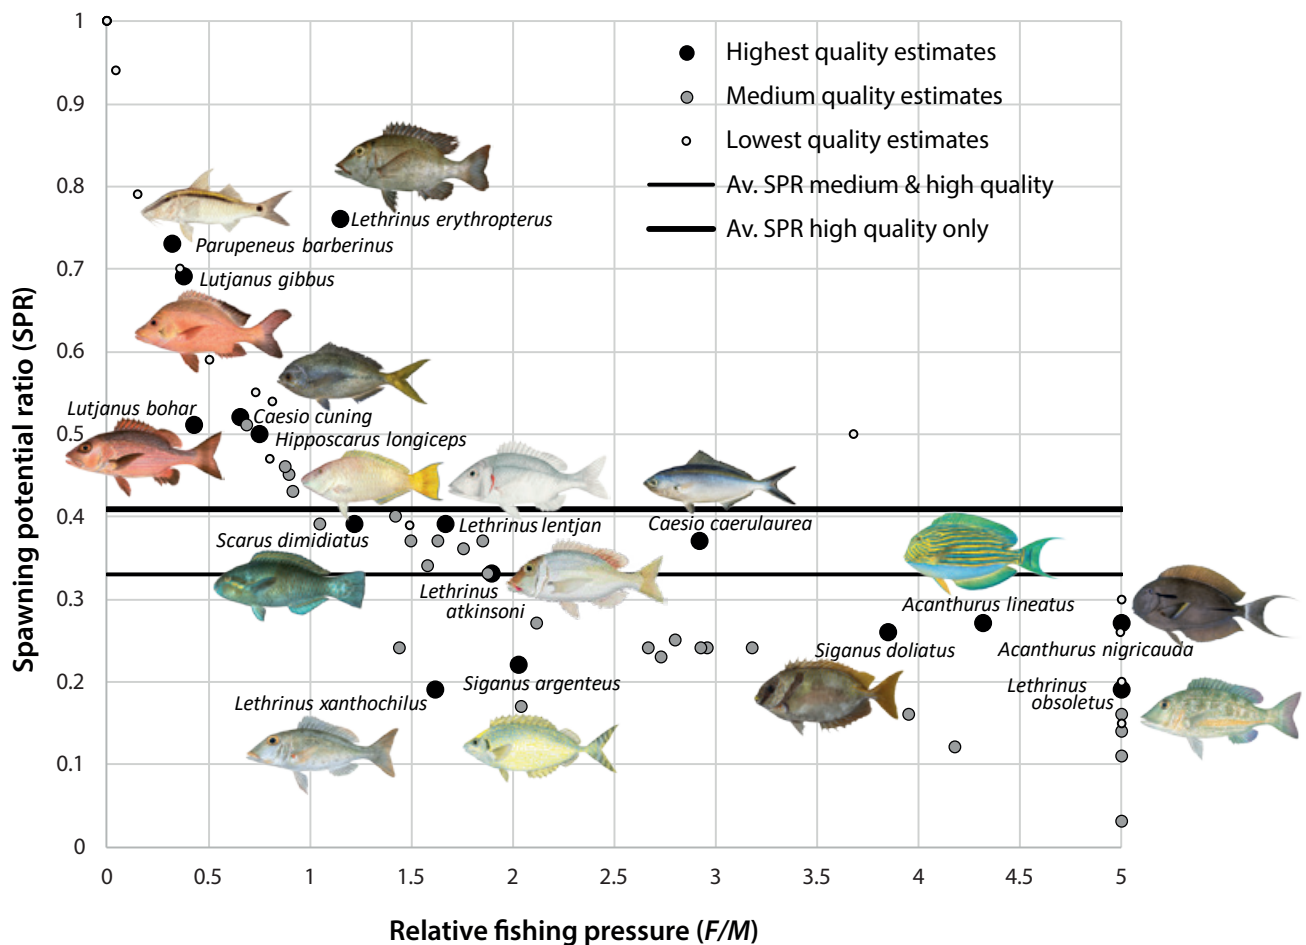 Highest quality estimates
Medium quality estimates
Lowest quality estimates
Av. SPR medium & high quality
Av. SPR high quality only
Spawning potential ratio (SPR)
1
0.9
0.8
0.7
0.6
0.5
0.4
0.3
0.2
0.1
0
Lethrinus erythropterus
Parupeneus barberinus
Lutjanus gibbus
Lutjanus bohar
Caesio cuning
Hipposcarus longiceps
Scarus dimidiatus
Lethrinus lentjan
Caesio caerulaurea
Lethrinus
atkinsoni
Acanthurus lineatus
Siganus doliatus
Acanthurus nigricauda
Lethrinus xanthochilus
Siganus argenteus
Lethrinus
obsoletus
0 0.5 1 1.5 2 2.5 3 3.5 4 4.5 5
Relative fishing pressure (F/M)